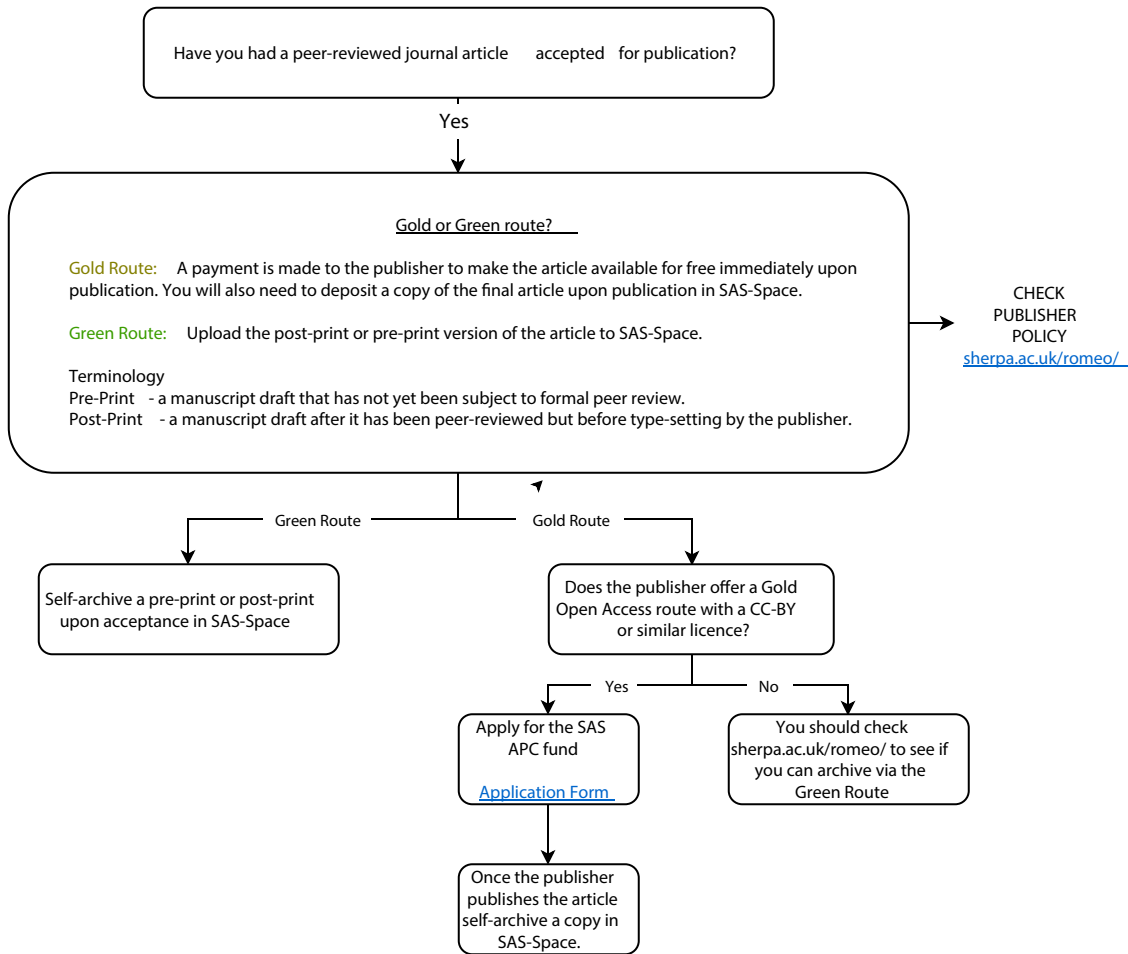 Have you had a peer-reviewed journal article accepted for publication?
Yes
Gold or Green route?
Gold Route: A payment is made to the publisher to make the article available for free immediately upon
publication. You will also need to deposit a copy of the final article upon publication in SAS-Space.
Green Route: Upload the post-print or pre-print version of the article to SAS-Space.
Terminology
Pre-Print - a manuscript draft that has not yet been subject to formal peer review.
Post-Print - a manuscript draft after it has been peer-reviewed but before type-setting by the publisher.
CHECK
PUBLISHER
POLICY
sherpa.ac.uk/romeo/
Green Route
Gold Route
Self-archive a pre-print or post-print
upon acceptance in SAS-Space
Does the publisher offer a Gold
Open Access route with a CC-BY
or similar licence?
Yes
No
Apply for the SAS
APC fund
Application Form
You should check
sherpa.ac.uk/romeo/ to see if
you can archive via the
Green Route
Once the publisher
publishes the article
self-archive a copy in
SAS-Space.